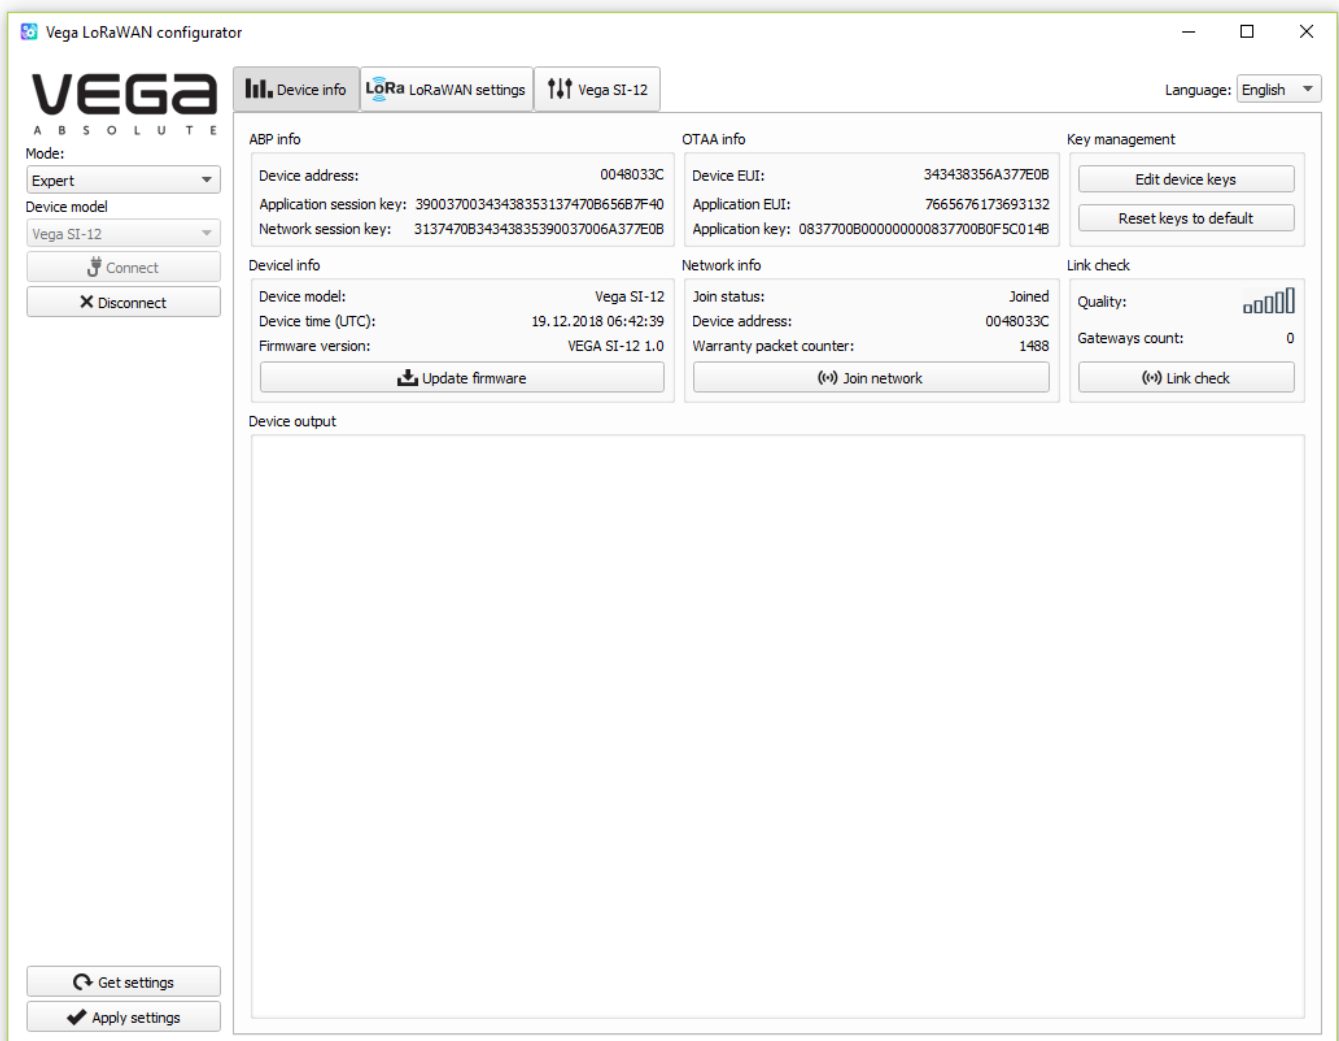 Vega LoRaWAN configurator
VEGA
ABSOLUTE
Mode:
Expert
Device model
Vega SI-12
Connect
Disconnect
Get settings
Apply settings
Device info
LoRa LoRaWAN settings
Vega SI-12
Language: English
ABP info
Device address: 0048033C
Application session key: 39003700343438353137470B656B7F40
Network session key: 3137470B34343835390037006A377E0B
OTAA info
Device EUI: 343438356A377E0B
Application EUI: 7665676173693132
Application key: 0837700B000000000837700B0F5C014B
Key management
Edit device keys
Reset keys to default
Devicel info
Device model: Vega SI-12
Device time (UTC): 19.12.2018 06:42:39
Firmware version: VEGA SI-12 1.0
Update firmware
Network info
Join status: Joined
Device address: 0048033C
Warranty packet counter: 1488
Join network
Link check
Quality:
Gateways count: 0
Link check
Device output